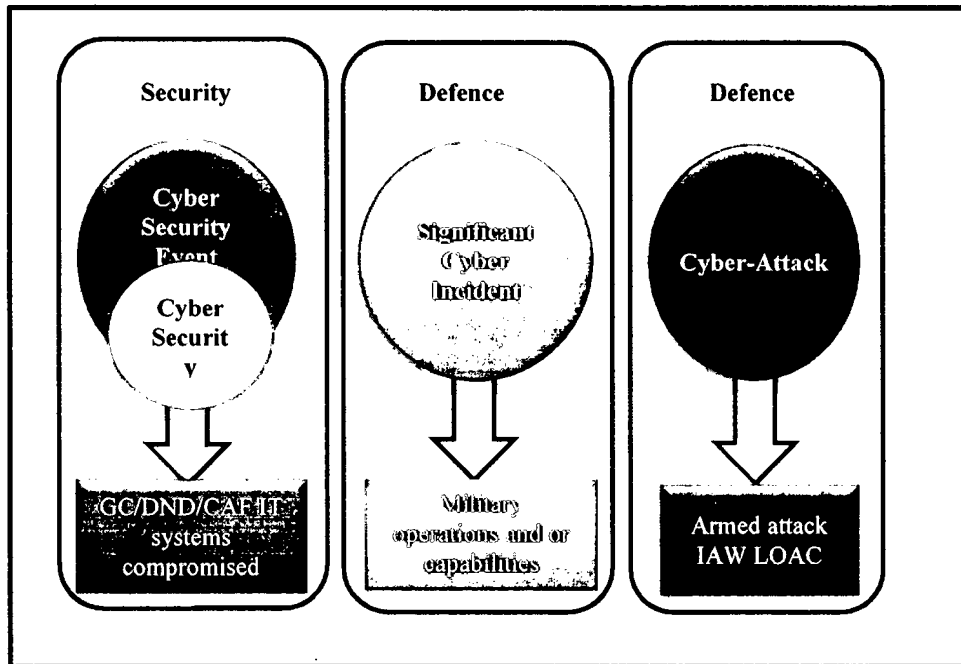 Security
Cyber
Security
Event
Cyber
Securit
y
GC/DND/CAF IT
systems
compromised
Defence
Significant
Cyber
Incident
Military
operations and or
capabilities
Defence
Cyber-Attack
Armed attack
IAW LOAC